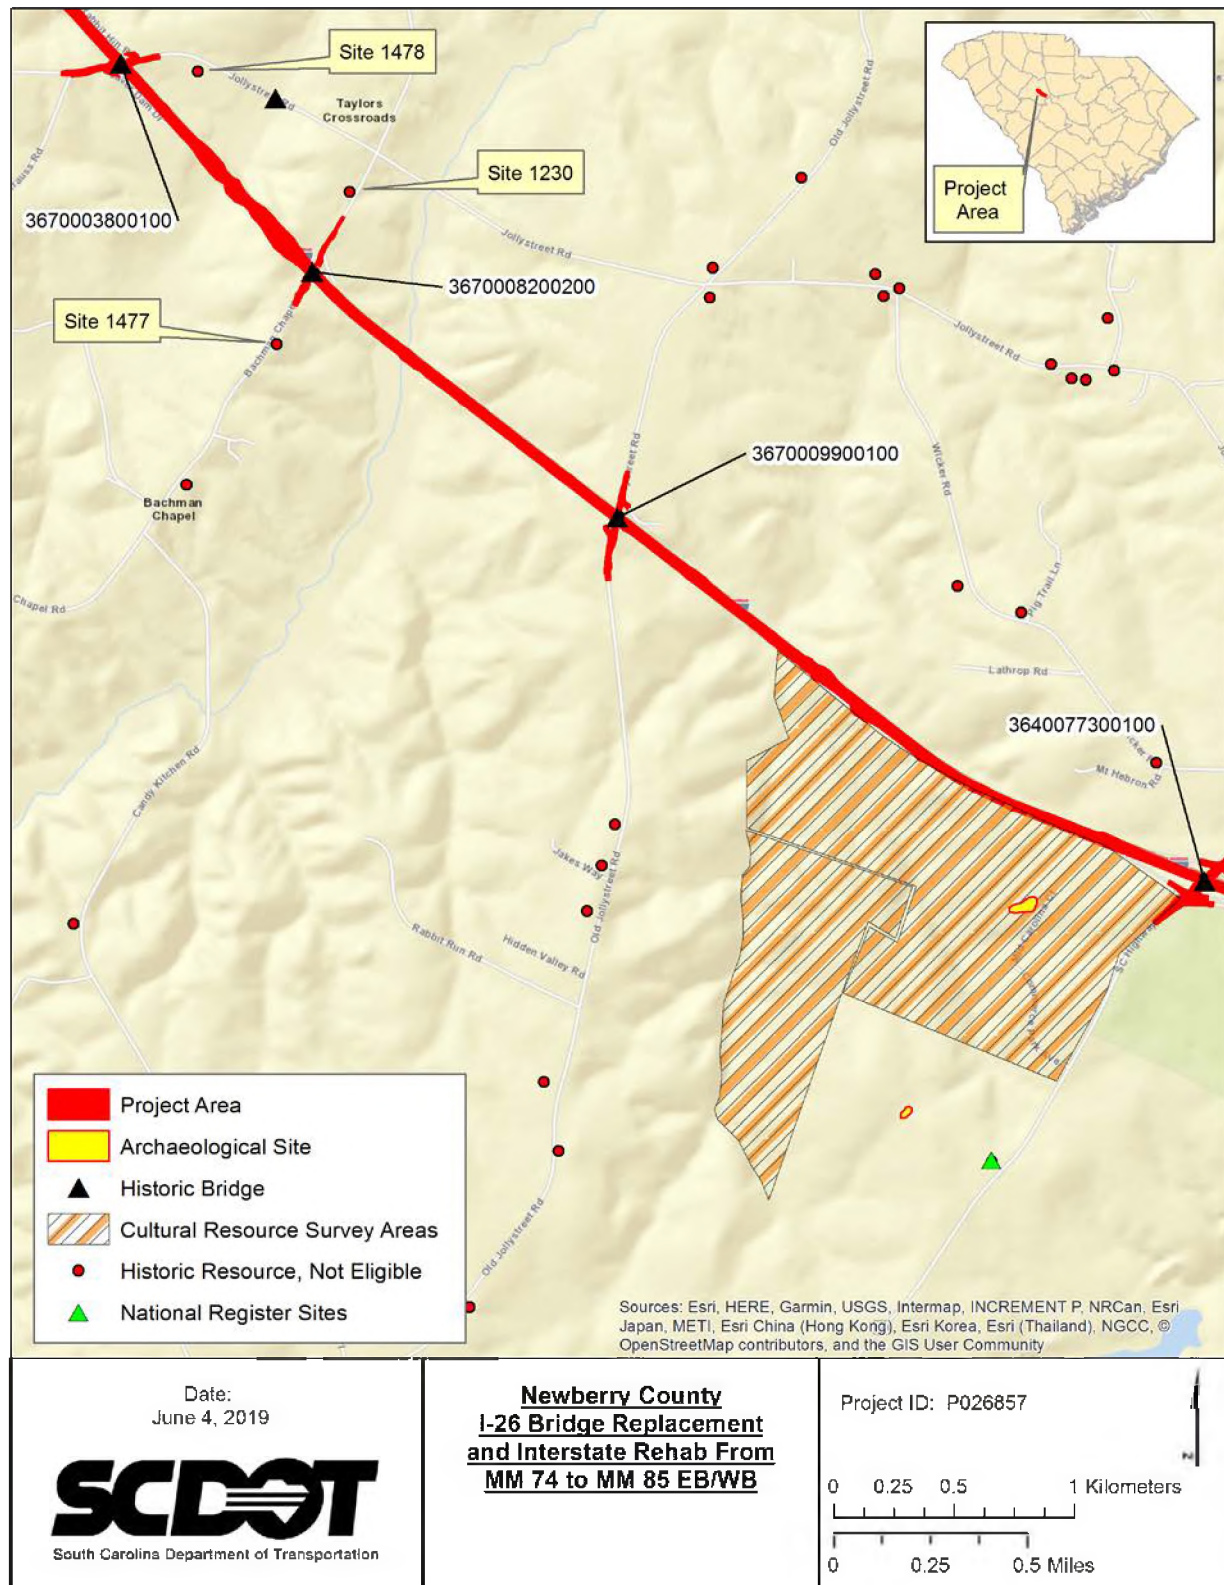 Site 1478
Jollystreet Rd
Taylors
Crossroads
Old Jollystreet Rd
Site 1230
Project
Area
3670003800100
Jollystreet Rd
3670008200200
Site 1477
Jollystreet Rd
3670009900100
Wicker Rd
Bachman
Chapel
Pig Trail Ln
Chapel Rd
Lathrop Rd
3640077300100
Candy Kitchen Rd
Mt Hebron Rd
Jakes Way
Old Jollystreet Rd
Rabbit Run Rd
Hidden Valley Rd
SC Highway
Project Area
Archaeological Site
Historic Bridge
Cultural Resource Survey Areas
Historic Resource, Not Eligible
National Register Sites
Old Jollystreet Rd
Sources: Esri, HERE, Garmin, USGS, Intermap, INCREMENT P, NRCan, Esri
Japan, METI, Esri China (Hong Kong), Esri Korea, Esri (Thailand), NGCC, ©
OpenStreetMap contributors, and the GIS User Community
Date:
June 4, 2019
SCDOT
South Carolina Department of Transportation
Newberry County
I-26 Bridge Replacement
and Interstate Rehab From
MM 74 to MM 85 EB/WB
Project ID: P026857
z
0 0.25 0.5 1 Kilometers
0 0.25 0.5 Miles